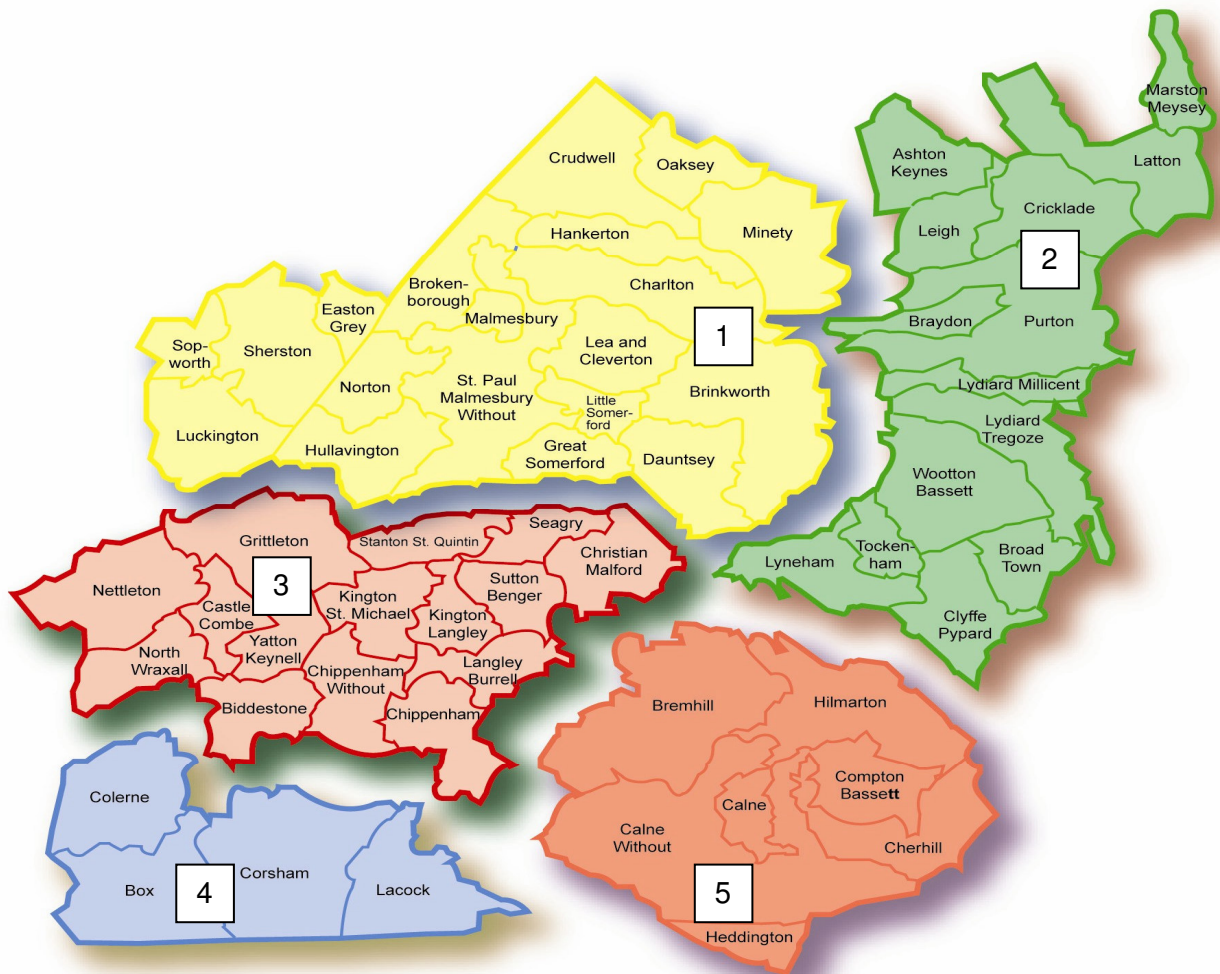 Crudwell
Oaksey
Minety
Hankerton
Charlton
Broken-
borough
Malmesbury
Easton
Grey
Sop-
worth
Sherston
Luckington
Norton
Hullavington
St. Paul
Malmesbury
Without
Lea and
Cleverton
Little
Somer-
ford
Great
Somerford
Brinkworth
Dauntsey
1
Marston
Meysey
Ashton
Keynes
Latton
Leigh
Cricklade
2
Braydon
Purton
Lydiard Millicent
Lydiard
Tregoze
Wootton
Bassett
Lyneham
Tocken-
ham
Broad
Town
Clyffe
Pypard
Grittleton
Stanton St. Quintin
Seagry
Christian
Malford
3
Nettleton
Castle
Combe
Kington
St. Michael
Sutton
Benger
Kington
Langley
North
Wraxall
Yatton
Keynell
Chippenham
Without
Langley
Burrell
Biddestone
Chippenham
Colerne
Box
4
Corsham
Lacock
Bremhill
Hilmarton
Compton
Bassett
Calne
Calne
Without
Cherhill
5
Heddington